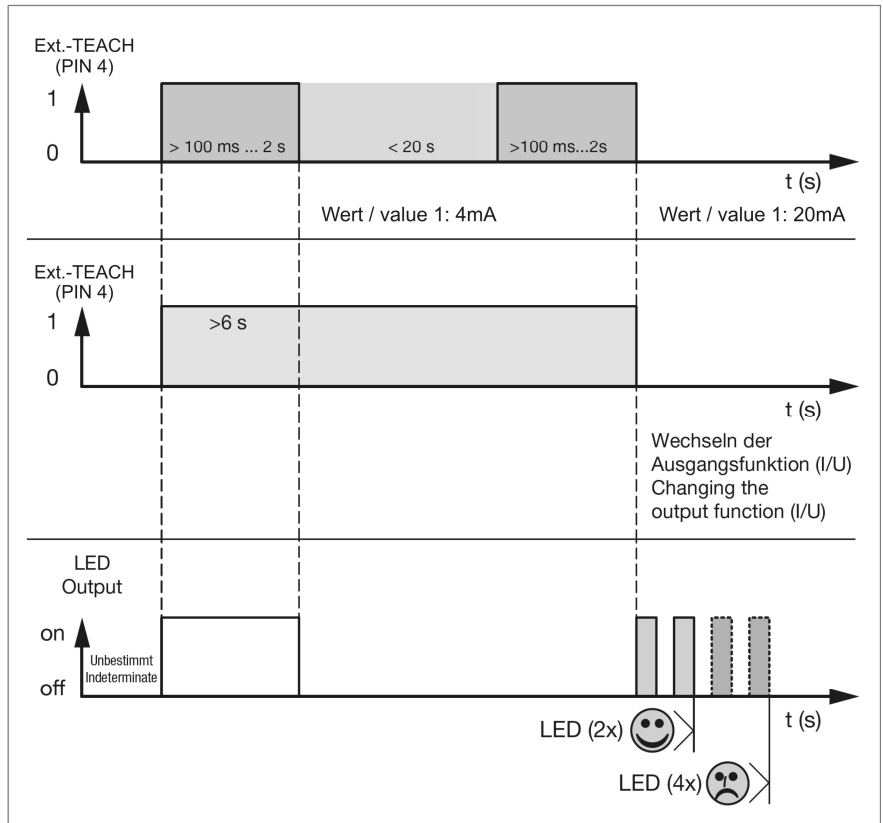 Ext.-TEACH
(PIN 4)
1
0
> 100 ms ... 2 s
< 20 s
>100 ms...2s
t (s)
Wert / value 1: 4mA
Wert / value 1: 20mA
Ext.-TEACH
(PIN 4)
1
0
>6 s
t (s)
Wechseln der
Ausgangsfunktion (I/U)
Changing the
output function (I/U)
LED
Output
on
off
Unbestimmt
Indeterminate
t (s)
LED (2x)
LED (4x)